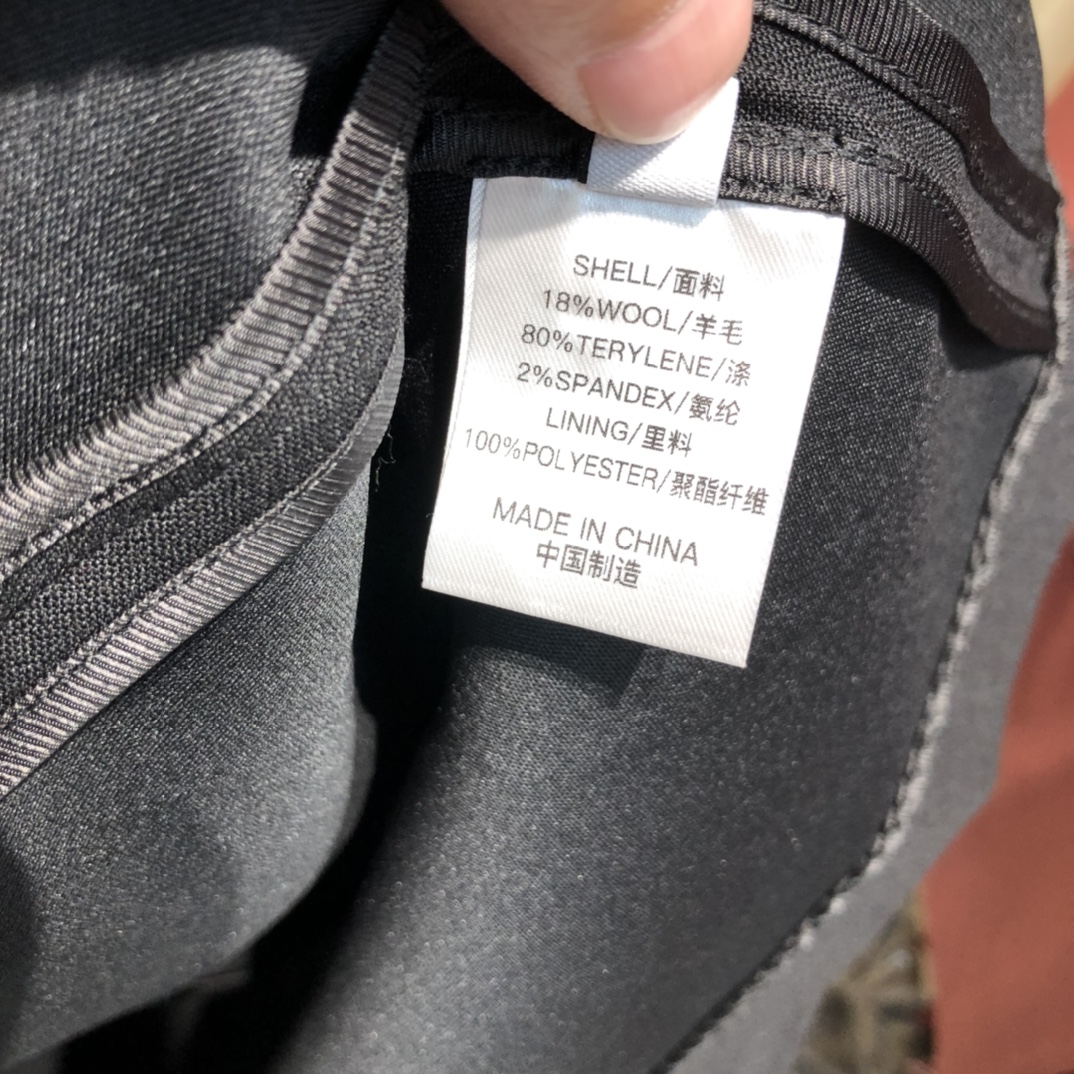 SHELL/面料
18%WOOL/羊毛
80%TERYLENE/涤
2%SPANDEX/氨纶
LINING/里料
100%POLYESTER/聚酯纤维
MADE IN CHINA
中国制造